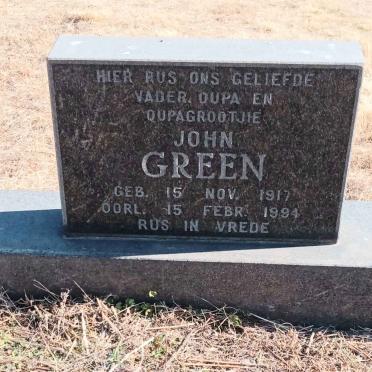 HIER RUS ONS GELIEFDE
VADER, OUPA EN
OUPAGROOTJIE
JOHN
GREEN
GEB. 15 NOV. 1917
OORL. 15 FEBR. 1994
RUS IN VREDE